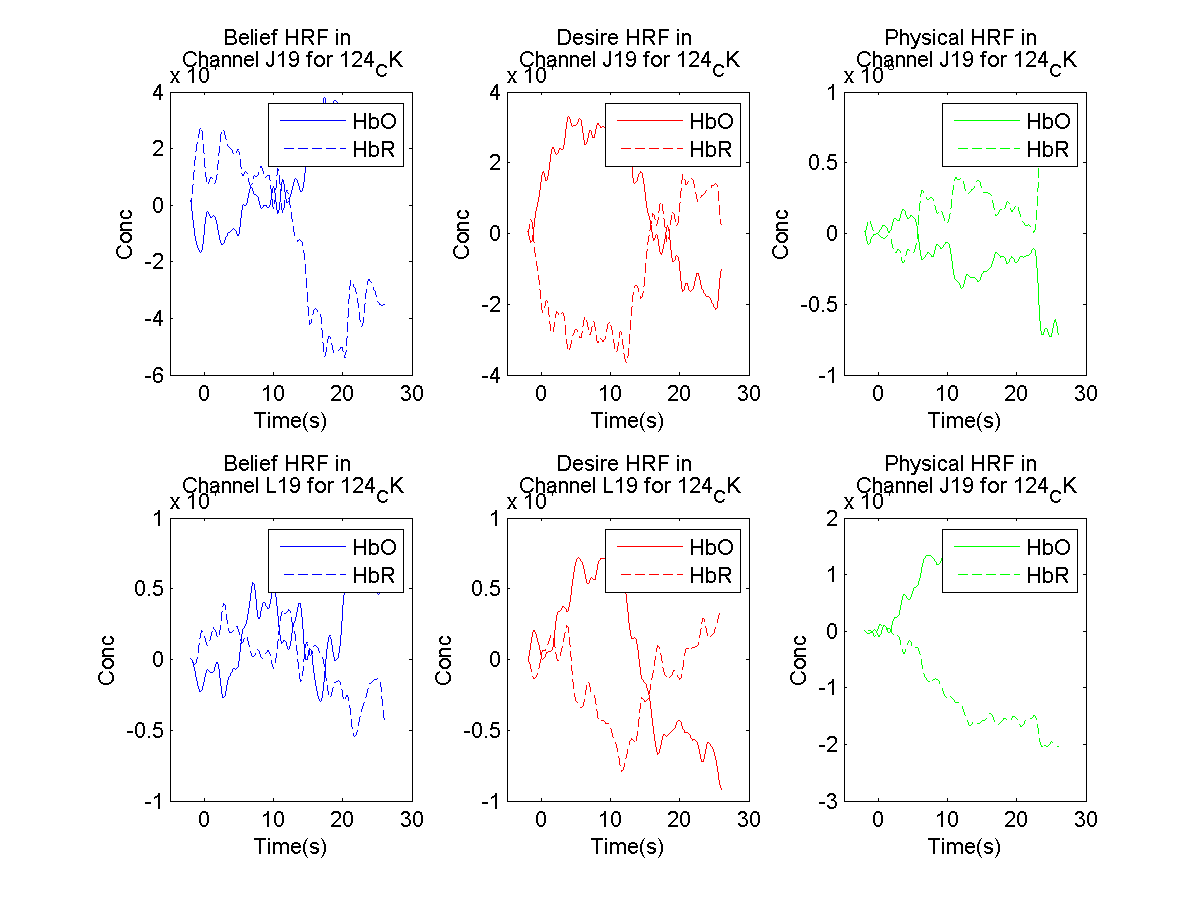 Belief HRF in
Channel J19 for 124CK
x 10
4
2
0
-2
-4
-6
Conc
HbO
HbR
0
10
20
30
Time(s)
Desire HRF in
Channel J19 for 124CK
x 10
4
2
0
-2
-4
Conc
HbO
HbR
0
10
20
30
Time(s)
Physical HRF in
Channel J19 for 124CK
x 10
1
0.5
0
-0.5
-1
Conc
HbO
HbR
0
10
20
30
Time(s)
Belief HRF in
Channel L19 for 124CK
x 10
1
0.5
0
-0.5
-1
Conc
HbO
HbR
0
10
20
30
Time(s)
Desire HRF in
Channel L19 for 124CK
x 10
1
0.5
0
-0.5
-1
Conc
HbO
HbR
0
10
20
30
Time(s)
Physical HRF in
Channel J19 for 124CK
x 10
2
1
0
-1
-2
-3
Conc
HbO
HbR
0
10
20
30
Time(s)